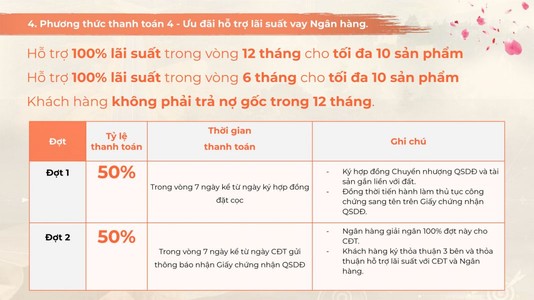 4. Phương thức thanh toán 4 - Ưu đãi hỗ trợ lãi suất vay Ngân hàng.
Hỗ trợ 100% lãi suất trong vòng 12 tháng cho tối đa 10 sản phẩm
Hỗ trợ 100% lãi suất trong vòng 6 tháng cho tối đa 10 sản phẩm
Khách hàng không phải trả nợ gốc trong 12 tháng.
Đợt
Tỷ lệ
thanh toán
Thời gian
thanh toán
Ghi chú
Đợt 1
50%
Trong vòng 7 ngày kể từ ngày ký hợp đồng
đặt cọc
- Ký hợp đồng Chuyển nhượng QSDĐ và tài
sản gắn liền với đất.
- Đồng thời tiến hành làm thủ tục công
chứng sang tên trên Giấy chứng nhận
QSDĐ.
Đợt 2
50%
Trong vòng 7 ngày kể từ ngày CĐT gửi
thông báo nhận Giấy chứng nhận QSDĐ
- Ngân hàng giải ngân 100% đợt này cho
CĐT.
- Khách hàng ký thỏa thuận 3 bên và thỏa
thuận hỗ trợ lãi suất với CĐT và Ngân
hàng.